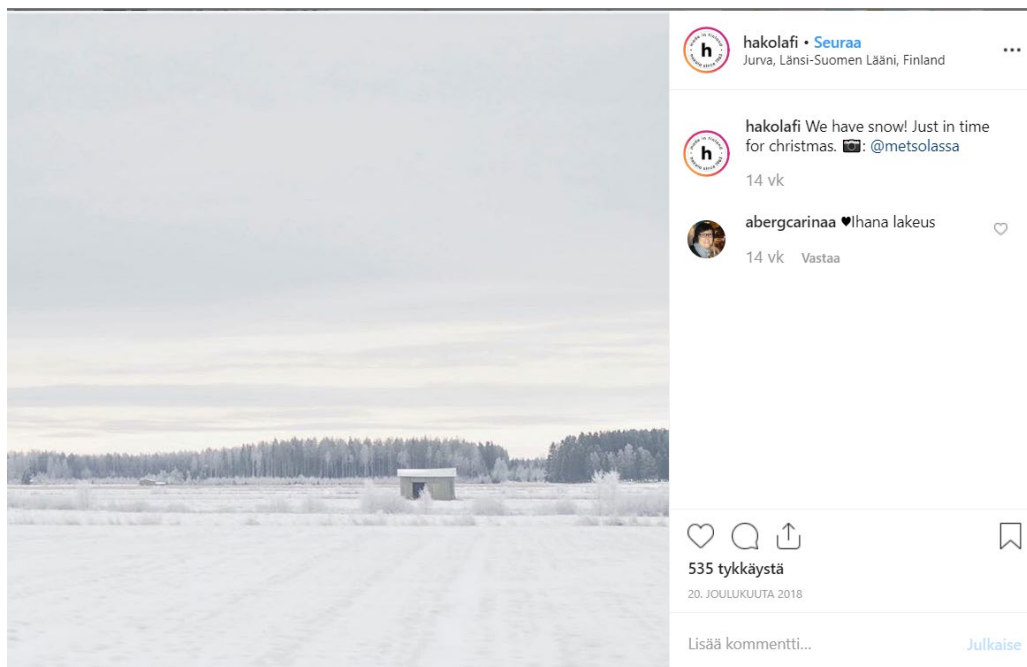 hakolafi • Seuraa
Jurva, Länsi-Suomen Lääni, Finland
hakolafi We have snow! Just in time
for christmas. 📷: @metsolassa
14 vk
abergcarinaa ♥Ihana lakeus
14 vk Vastaa
535 tykkäystä
20. JOULUKUUTA 2018
Lisää kommentti... Julkaise
h
h